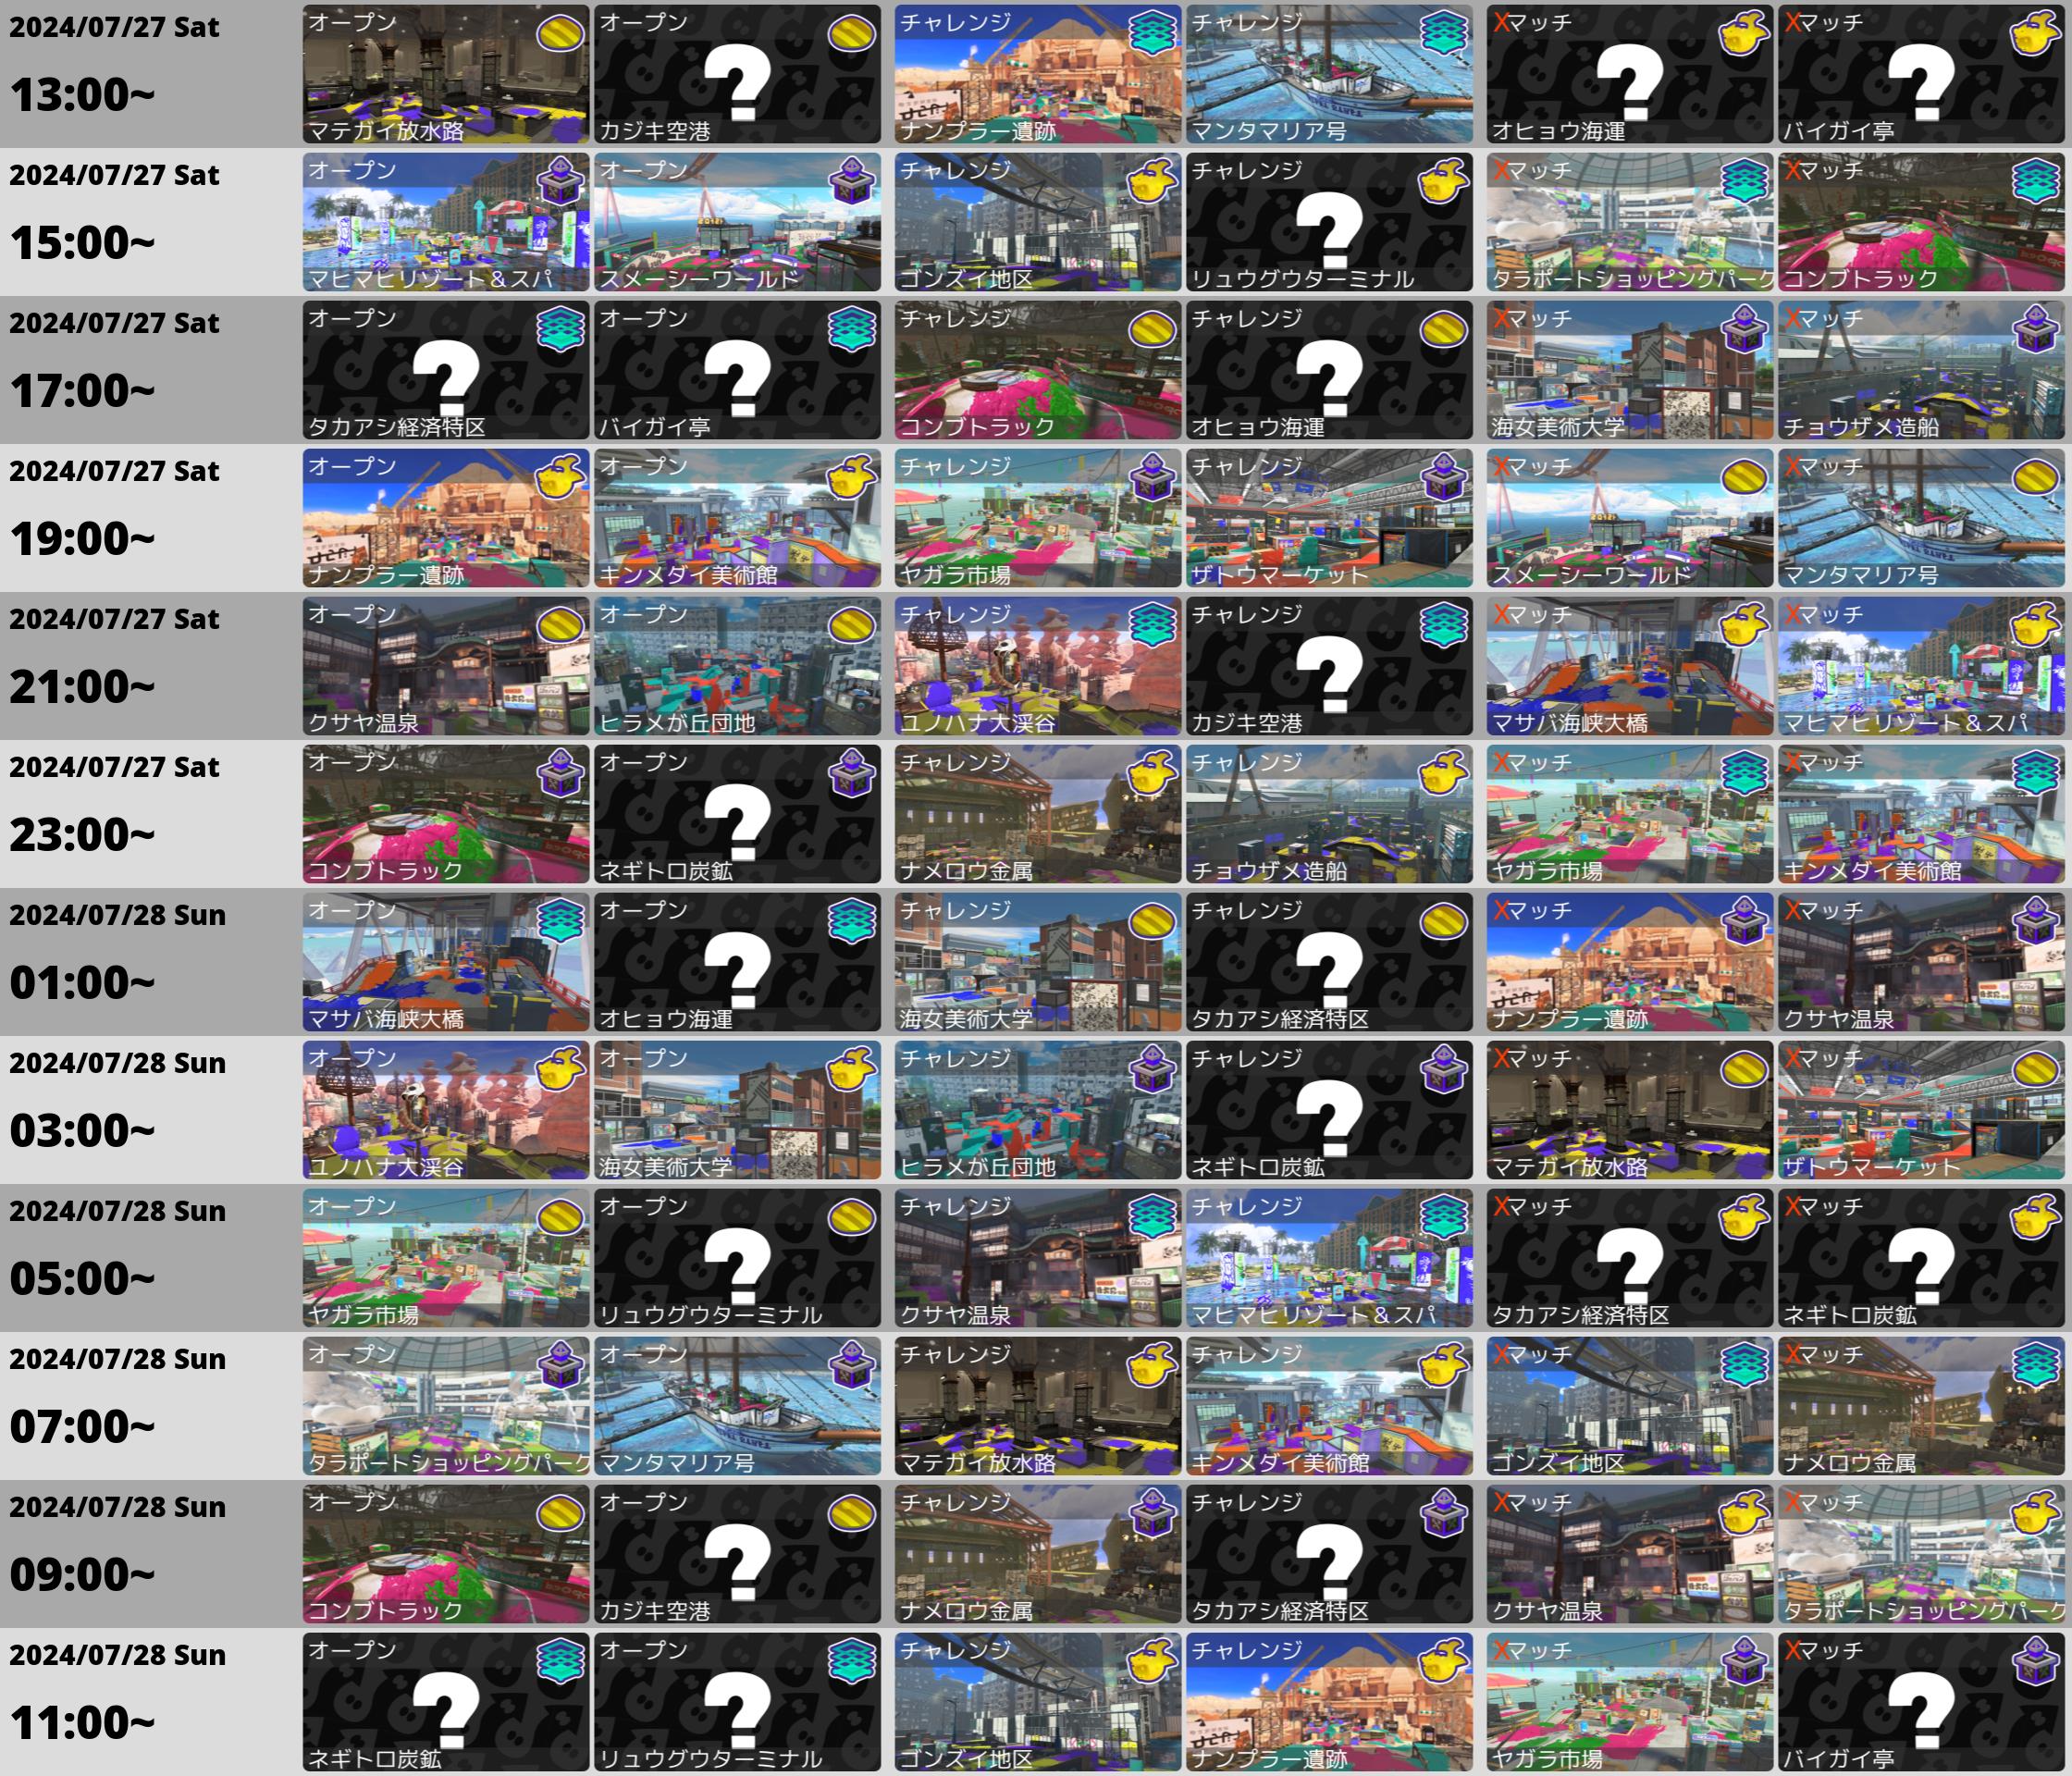 2024/07/27 Sat
13:00~
オープン
マテガイ放水路
オープン
カジキ空港
チャレンジ
ナンプラー遺跡
チャレンジ
マンタマリア号
Xマッチ
オヒョウ海運
Xマッチ
バイガイ亭
2024/07/27 Sat
15:00~
オープン
マヒマヒリゾート＆スパ
オープン
スメーシーワールド
チャレンジ
ゴンズイ地区
チャレンジ
リュウグウターミナル
Xマッチ
タラポートショッピングパーク
Xマッチ
コンブトラック
2024/07/27 Sat
17:00~
オープン
タカアシ経済特区
オープン
バイガイ亭
チャレンジ
コンブトラック
チャレンジ
オヒョウ海運
Xマッチ
海女美術大学
Xマッチ
チョウザメ造船
2024/07/27 Sat
19:00~
オープン
ナンプラー遺跡
オープン
キンメダイ美術館
チャレンジ
ヤガラ市場
チャレンジ
ザトウマーケット
Xマッチ
スメーシーワールド
Xマッチ
マンタマリア号
2024/07/27 Sat
21:00~
オープン
クサヤ温泉
オープン
ヒラメが丘団地
チャレンジ
ユノハナ大渓谷
チャレンジ
カジキ空港
Xマッチ
マサバ海峡大橋
Xマッチ
マヒマヒリゾート＆スパ
2024/07/27 Sat
23:00~
オープン
コンブトラック
オープン
ネギトロ炭鉱
チャレンジ
ナメロウ金属
チャレンジ
チョウザメ造船
Xマッチ
ヤガラ市場
Xマッチ
キンメダイ美術館
2024/07/28 Sun
01:00~
オープン
マサバ海峡大橋
オープン
オヒョウ海運
チャレンジ
海女美術大学
チャレンジ
タカアシ経済特区
Xマッチ
ナンプラー遺跡
Xマッチ
クサヤ温泉
2024/07/28 Sun
03:00~
オープン
ユノハナ大渓谷
オープン
海女美術大学
チャレンジ
ヒラメが丘団地
チャレンジ
ネギトロ炭鉱
Xマッチ
マテガイ放水路
Xマッチ
ザトウマーケット
2024/07/28 Sun
05:00~
オープン
ヤガラ市場
オープン
リュウグウターミナル
チャレンジ
クサヤ温泉
チャレンジ
マヒマヒリゾート＆スパ
Xマッチ
タカアシ経済特区
Xマッチ
ネギトロ炭鉱
2024/07/28 Sun
07:00~
オープン
タラポートショッピングパーク
オープン
マンタマリア号
チャレンジ
マテガイ放水路
チャレンジ
キンメダイ美術館
Xマッチ
ゴンズイ地区
Xマッチ
ナメロウ金属
2024/07/28 Sun
09:00~
オープン
コンブトラック
オープン
カジキ空港
チャレンジ
ナメロウ金属
チャレンジ
タカアシ経済特区
Xマッチ
クサヤ温泉
Xマッチ
タラポートショッピングパーク
2024/07/28 Sun
11:00~
オープン
ネギトロ炭鉱
オープン
リュウグウターミナル
チャレンジ
ゴンズイ地区
チャレンジ
ナンプラー遺跡
Xマッチ
ヤガラ市場
Xマッチ
バイガイ亭